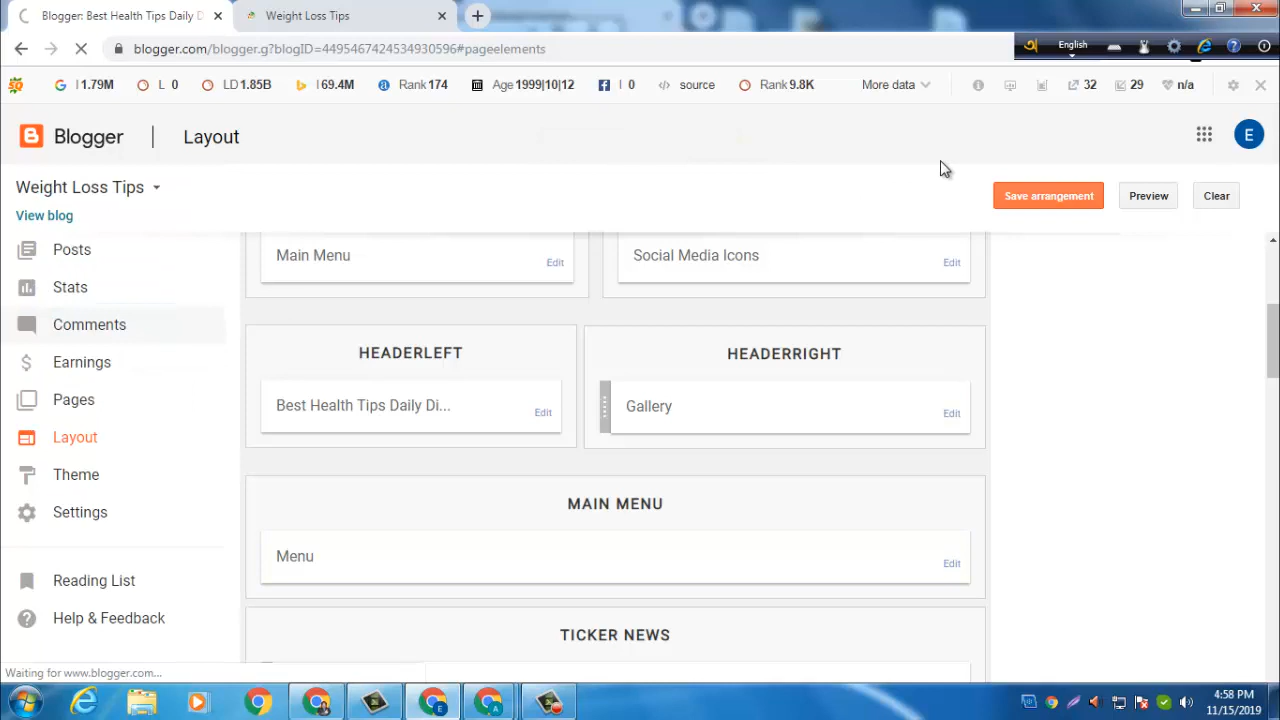 Blogger: Best Health Tips Daily D
Weight Loss Tips
blogger.com/blogger.g?blogID=4495467424534930596#pageelements
English
I 1.79M
L 0
LD 1.85B
I 69.4M
Rank 174
Age 1999|10|12
I 0
source
Rank 9.8K
More data
32
29
n/a
Blogger
Layout
E
Weight Loss Tips
View blog
Save arrangement
Preview
Clear
Posts
Stats
Comments
Earnings
Pages
Layout
Theme
Settings
Reading List
Help & Feedback
Main Menu
Edit
Social Media Icons
Edit
HEADERLEFT
Best Health Tips Daily Di...
Edit
HEADERRIGHT
Gallery
Edit
MAIN MENU
Menu
Edit
TICKER NEWS
Waiting for www.blogger.com...
4:58 PM
11/15/2019